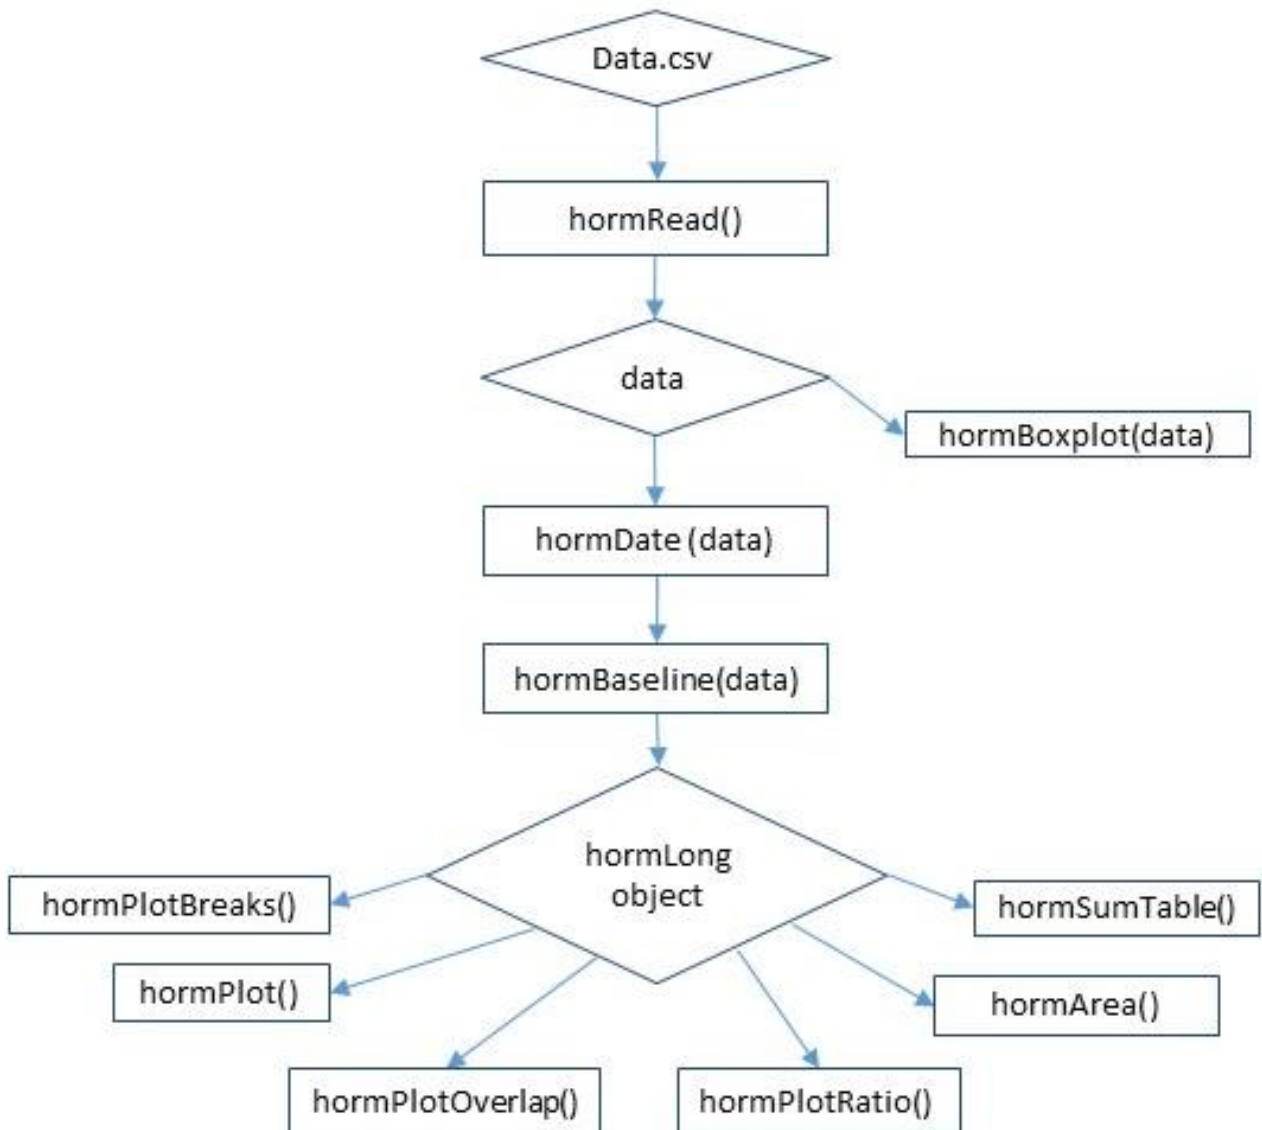 Data.csv
hormRead()
data
hormBoxplot(data)
hormDate (data)
hormBaseline(data)
hormLong
object
hormPlotBreaks()
hormSumTable()
hormPlot()
hormArea()
hormPlotOverlap()
hormPlotRatio()